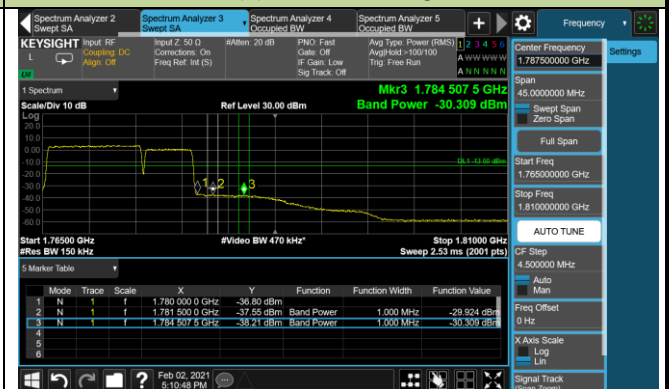 Spectrum Analyzer 2
Swept SA
Spectrum Analyzer 3
Swept SA
Spectrum Analyzer 4
Occupied BW
Spectrum Analyzer 5
Occupied BW
+
Frequency
KEYSIGHT
L
LXI
Input: RF
Coupling: DC
Align: Off
Input Z: 50 Ω
Corrections: On
Freq Ref: Int (S)
#Atten: 20 dB
PNO: Fast
Gate: Off
IF Gain: Low
Sig Track: Off
Avg Type: Power (RMS)
Avg|Hold:>100/100
Trig: Free Run
1 2 3 4 5 6
A W W W W W
A N N N N N
1 Spectrum
Scale/Div 10 dB
Ref Level 30.00 dBm
Mkr3 1.784 507 5 GHz
Band Power -30.309 dBm
Log
20.0
10.0
0.00
-10.0
-20.0
-30.0
-40.0
-50.0
-60.0
DL1 -13.00 dBm
1 2 3
Start 1.76500 GHz
#Res BW 150 kHz
#Video BW 470 kHz*
Stop 1.81000 GHz
Sweep 2.53 ms (2001 pts)
5 Marker Table
Mode Trace Scale X Y Function Function Width Function Value
1 N 1 f 1.780 000 0 GHz -36.80 dBm
2 N 1 f 1.781 500 0 GHz -37.55 dBm Band Power 1.000 MHz -29.924 dBm
3 N 1 f 1.784 507 5 GHz -38.21 dBm Band Power 1.000 MHz -30.309 dBm
4
5
6
Center Frequency
1.787500000 GHz
Settings
Span
45.0000000 MHz
Swept Span
Zero Span
Full Span
Start Freq
1.765000000 GHz
Stop Freq
1.810000000 GHz
AUTO TUNE
CF Step
4.500000 MHz
Auto
Man
Freq Offset
0 Hz
X Axis Scale
Log
Lin
Signal Track
(Span Zoom)
?
Feb 02, 2021
5:10:48 PM